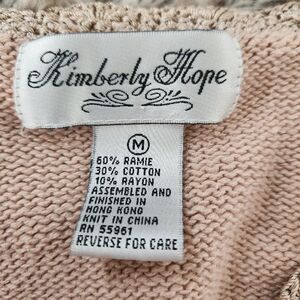 Kimberly Hope
M
60% RAMIE
30% COTTON
10% RAYON
ASSEMBLED AND
FINISHED IN
HONG KONG
KNIT IN CHINA
RN 55961
REVERSE FOR CARE